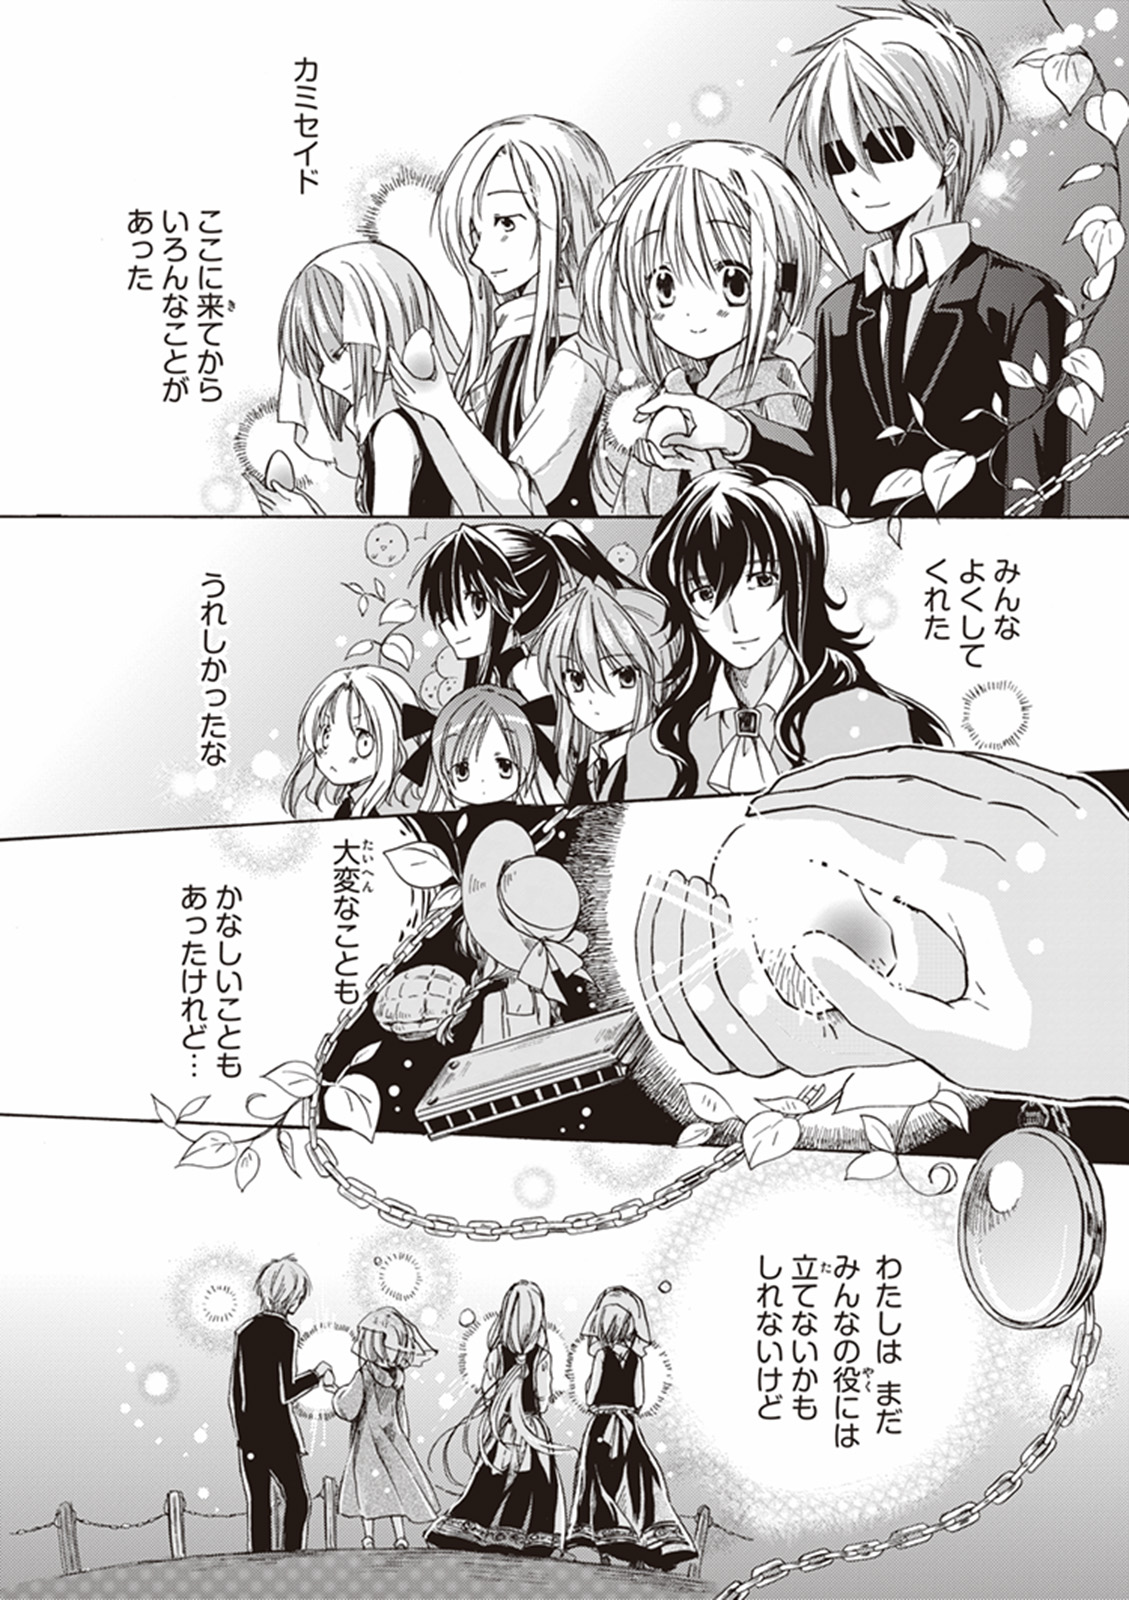 カミセイド
ここに来てから
いろんなことが
あった
みんな
よくして
くれた
うれしかったな
大変なことも
かなしいことも
あったけれど…
わたしは まだ
みんなの役には
立てないかも
しれないけど